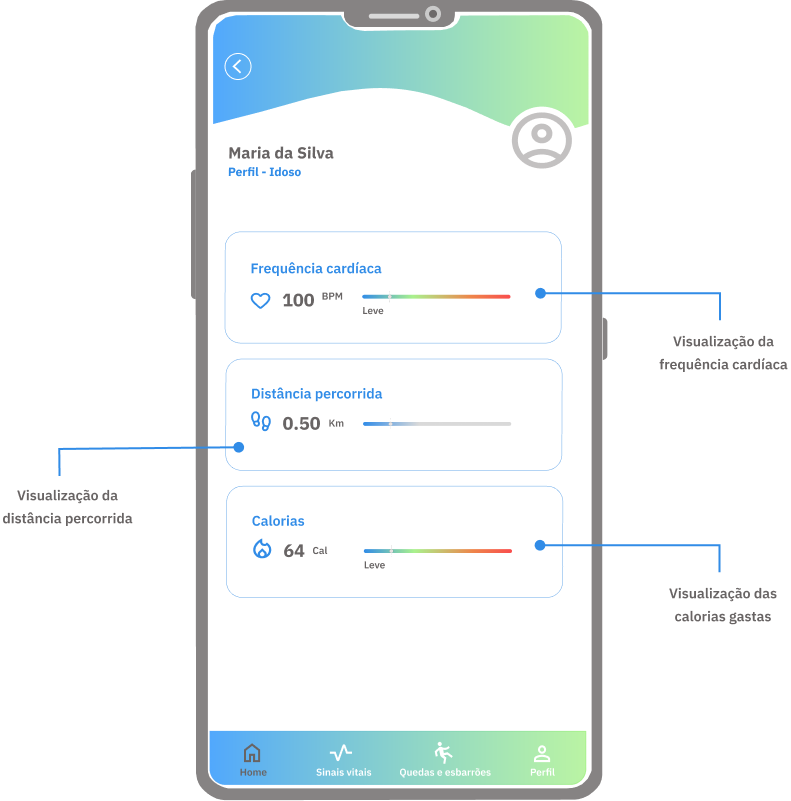 Maria da Silva
Perfil - Idoso
Frequência cardíaca
100 BPM
Leve
Visualização da
frequência cardíaca
Distância percorrida
0.50 Km
Visualização da
distância percorrida
Calorias
64 Cal
Leve
Visualização das
calorias gastas
Home Sinais vitais Quedas e esbarrões Perfil